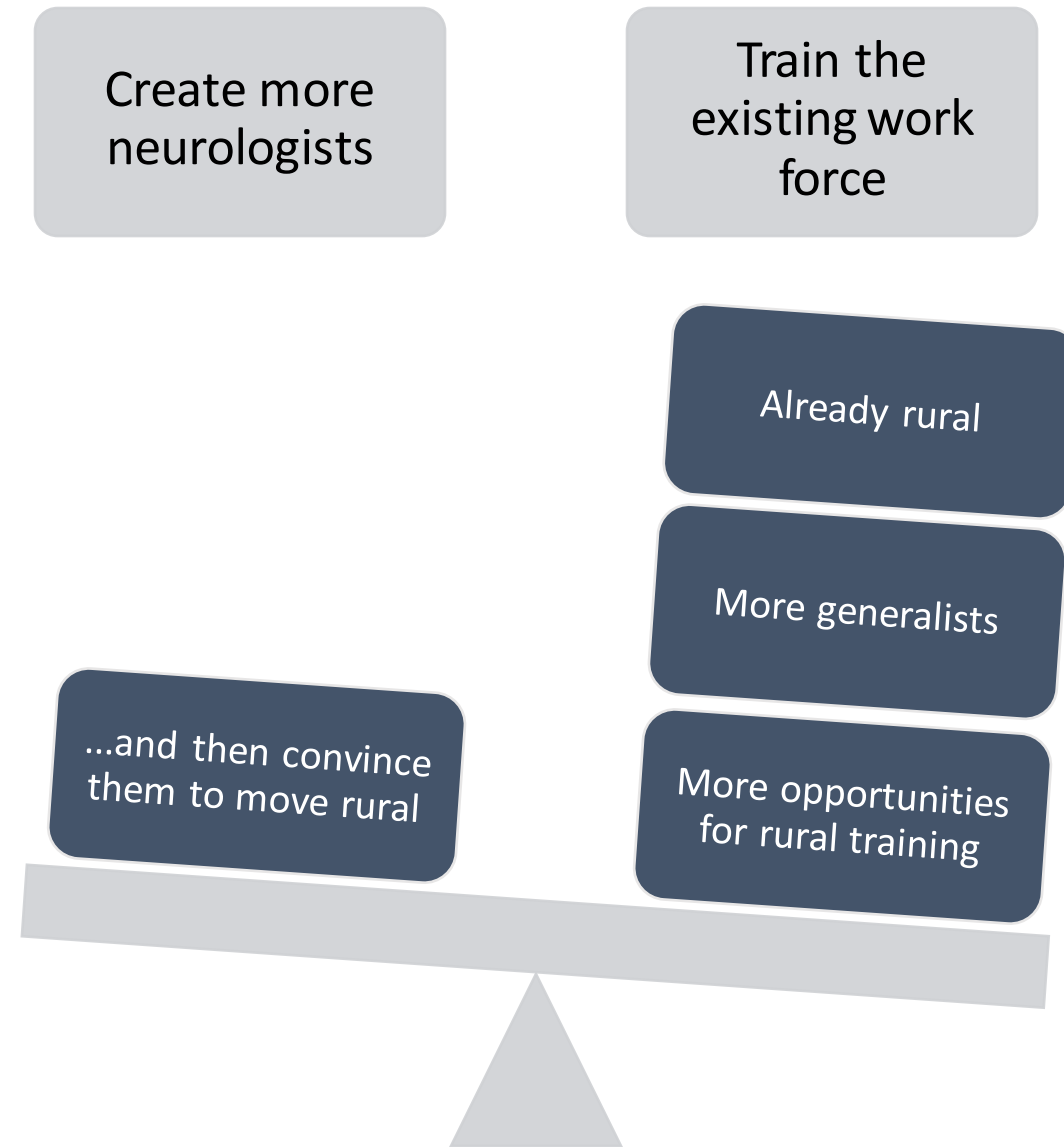 Create more
neurologists
Train the
existing work
force
...and then convince
them to move rural
Already rural
More generalists
More opportunities
for rural training